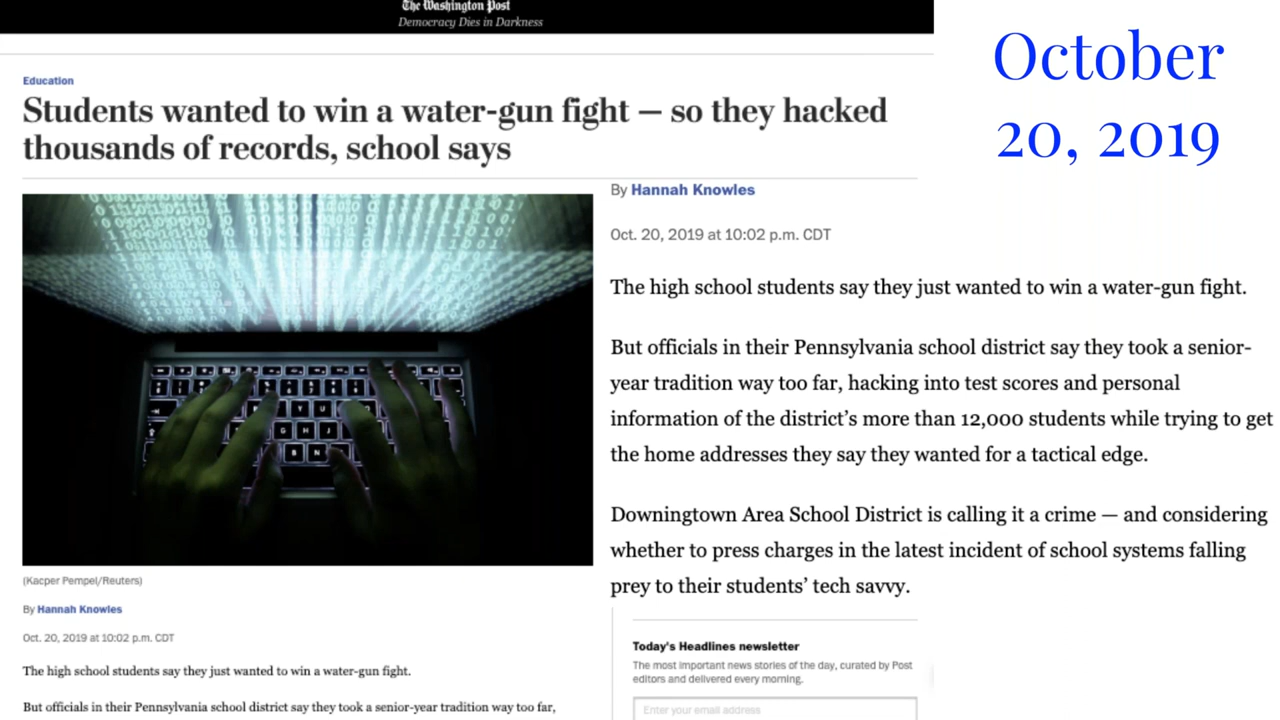 The Washington Post
Democracy Dies in Darkness
October
20, 2019
Education
Students wanted to win a water-gun fight — so they hacked
thousands of records, school says
By Hannah Knowles
Oct. 20, 2019 at 10:02 p.m. CDT
The high school students say they just wanted to win a water-gun fight.
But officials in their Pennsylvania school district say they took a senior-
year tradition way too far, hacking into test scores and personal
information of the district’s more than 12,000 students while trying to get
the home addresses they say they wanted for a tactical edge.
Downingtown Area School District is calling it a crime — and considering
whether to press charges in the latest incident of school systems falling
prey to their students’ tech savvy.
(Kacper Pempel/Reuters)
By Hannah Knowles
Oct. 20, 2019 at 10:02 p.m. CDT
The high school students say they just wanted to win a water-gun fight.
But officials in their Pennsylvania school district say they took a senior-year tradition way too far,
Today's Headlines newsletter
The most important news stories of the day, curated by Post
editors and delivered every morning.
Enter your email address